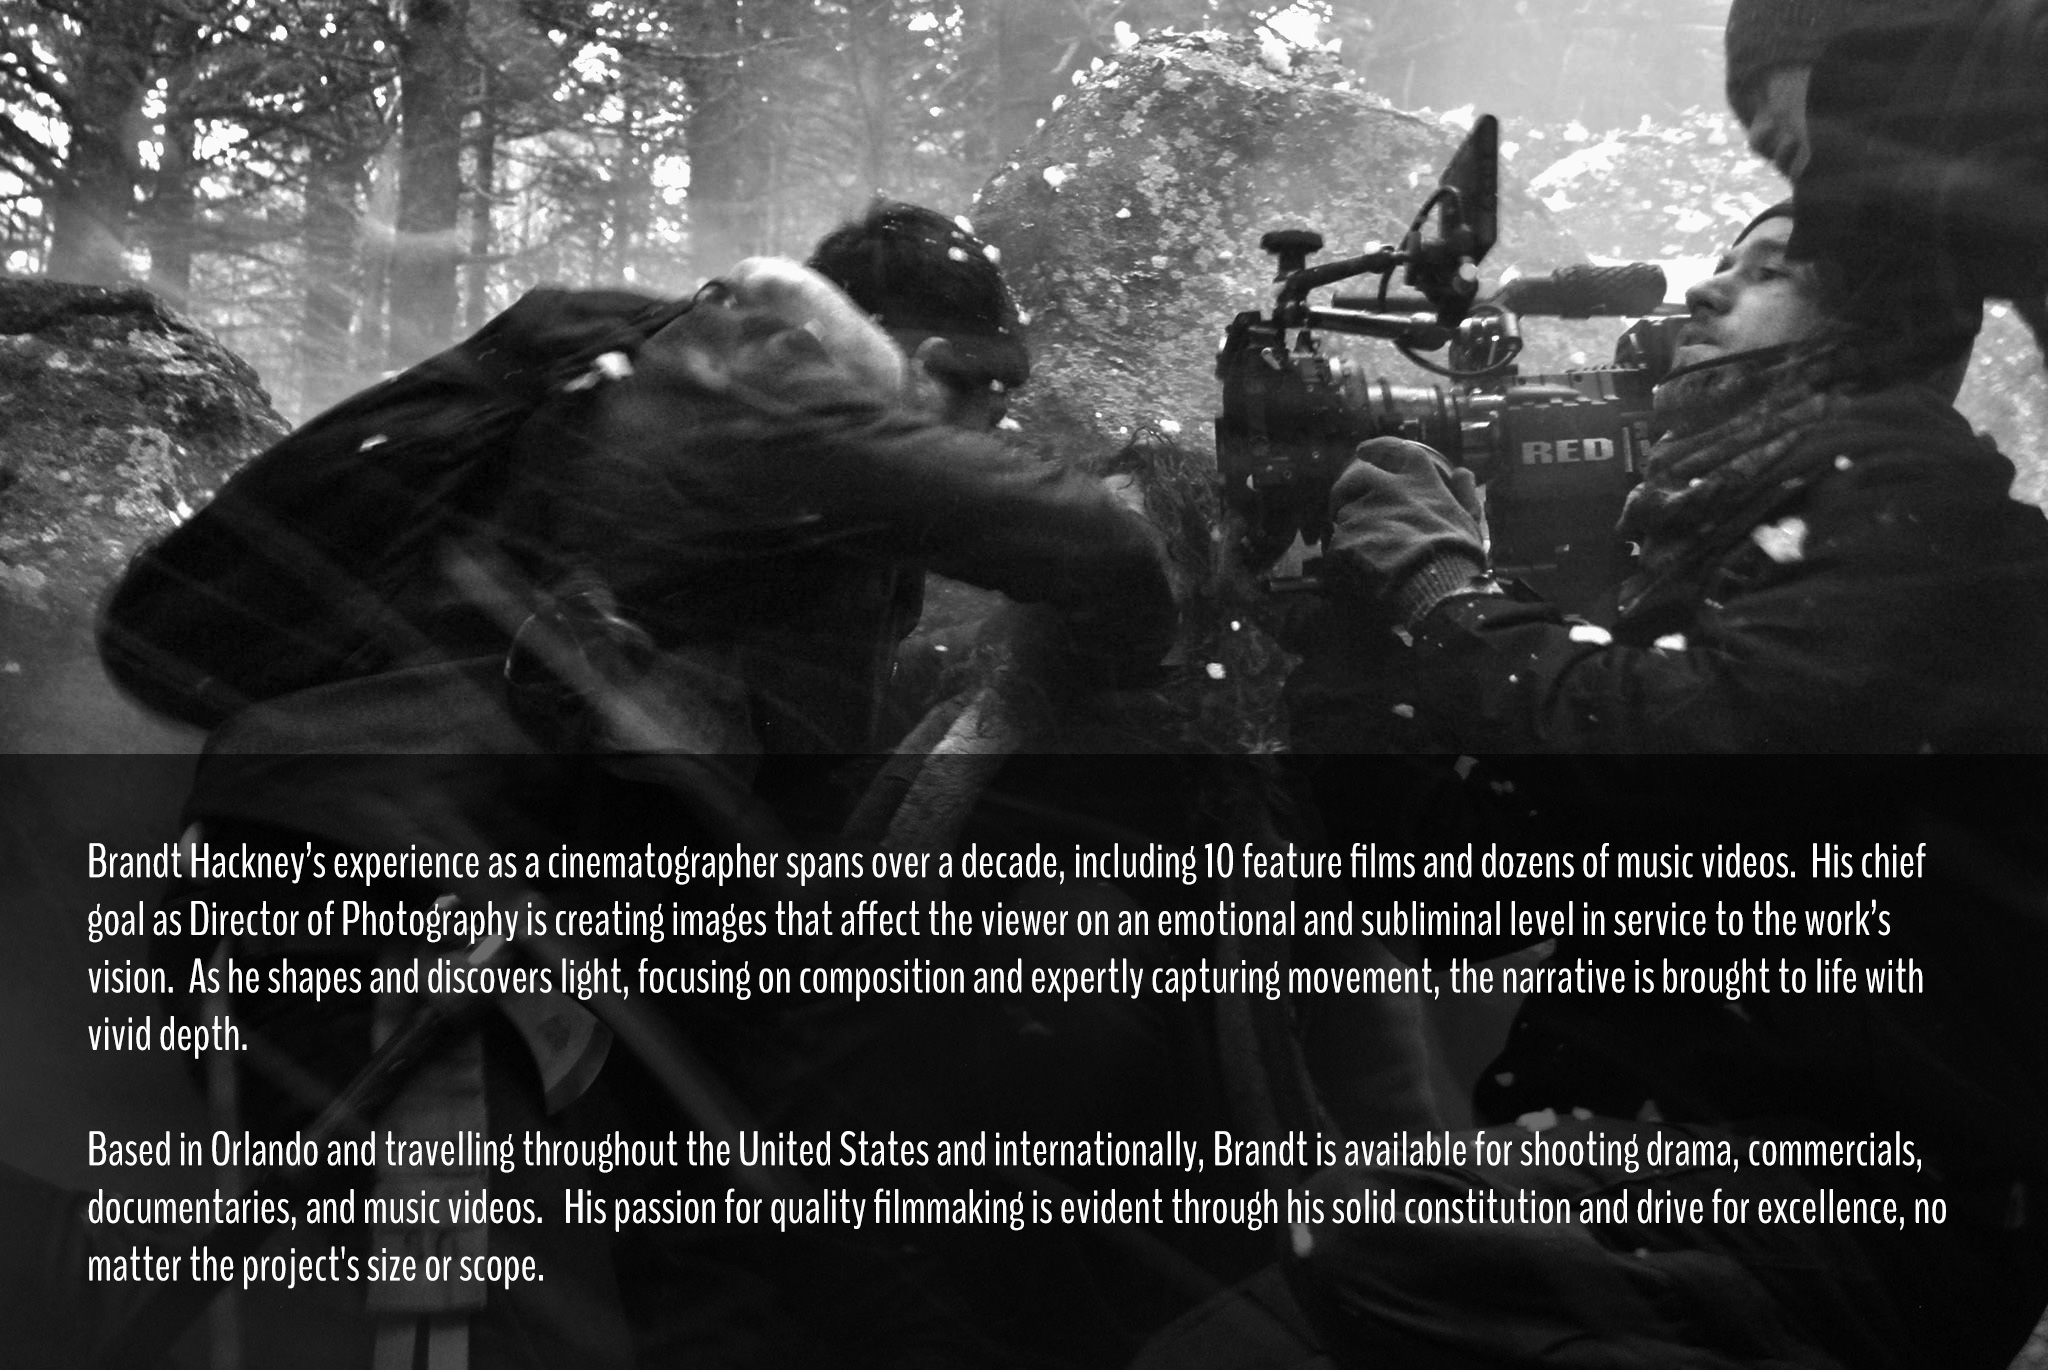 RED
Brandt Hackney’s experience as a cinematographer spans over a decade, including 10 feature films and dozens of music videos.  His chief
goal as Director of Photography is creating images that affect the viewer on an emotional and subliminal level in service to the work’s
vision.  As he shapes and discovers light, focusing on composition and expertly capturing movement, the narrative is brought to life with
vivid depth.
Based in Orlando and travelling throughout the United States and internationally, Brandt is available for shooting drama, commercials,
documentaries, and music videos.   His passion for quality filmmaking is evident through his solid constitution and drive for excellence, no
matter the project's size or scope.